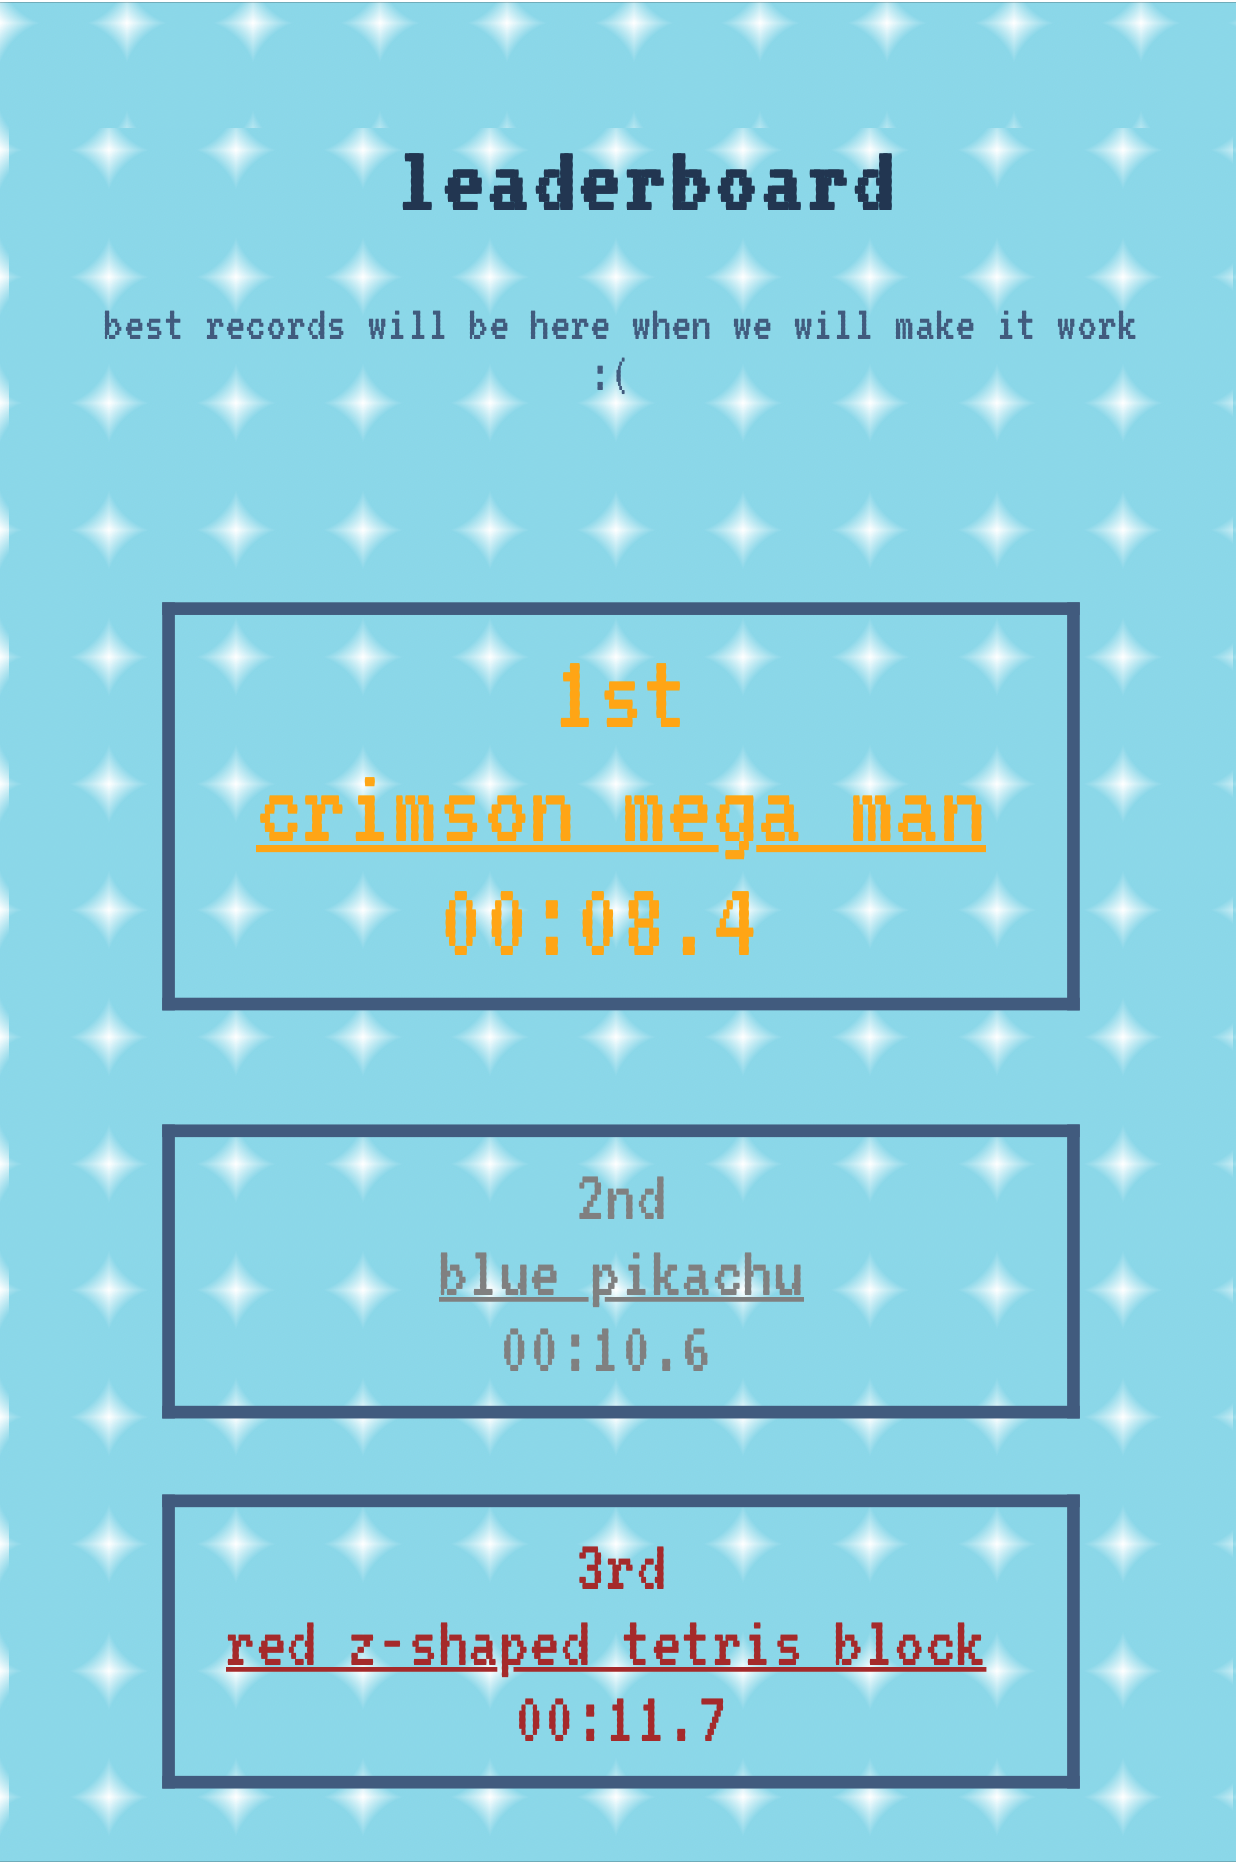 leaderboard
best records will be here when we will make it work
:(
1st
crimson mega man
00:08.4
2nd
blue pikachu
00:10.6
3rd
red z-shaped tetris block
00:11.7